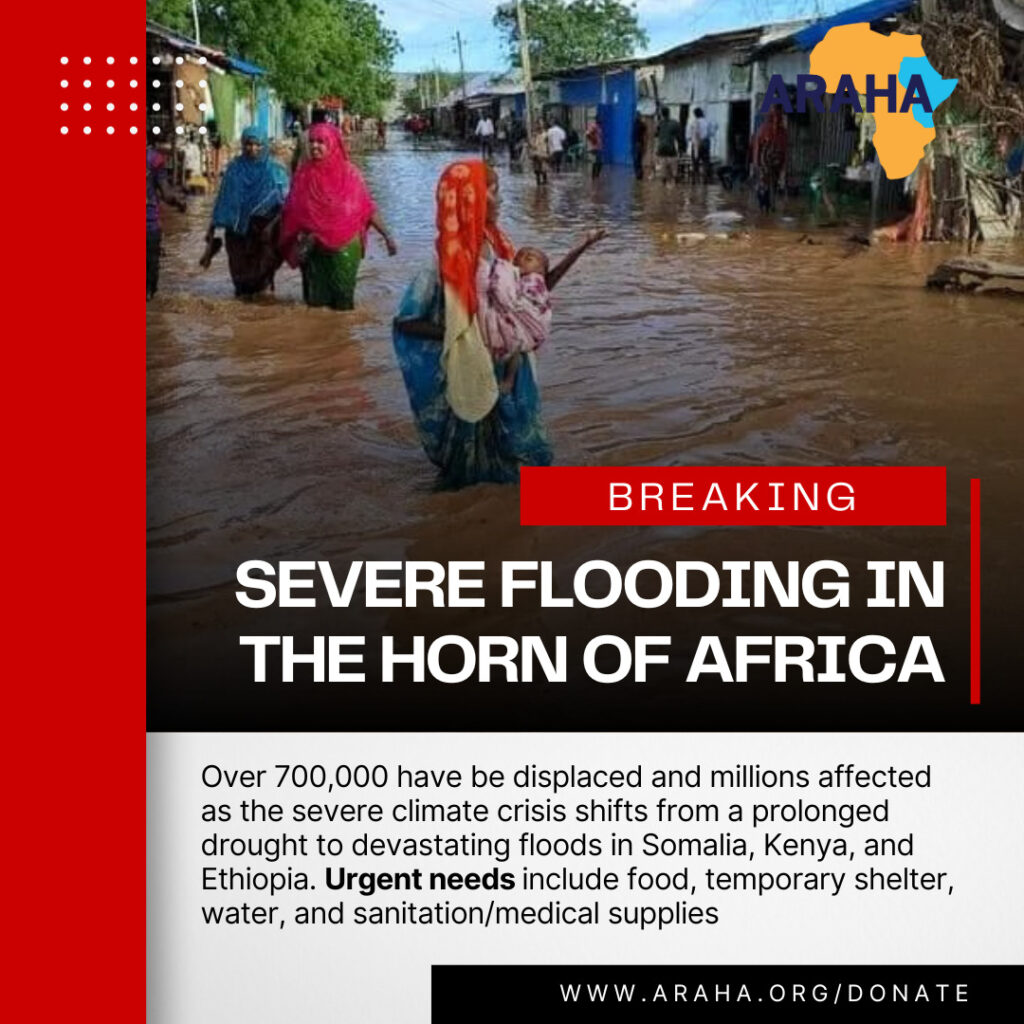 ARAHA
BREAKING
SEVERE FLOODING IN
THE HORN OF AFRICA
Over 700,000 have be displaced and millions affected
as the severe climate crisis shifts from a prolonged
drought to devastating floods in Somalia, Kenya, and
Ethiopia. Urgent needs include food, temporary shelter,
water, and sanitation/medical supplies
WWW.ARAHA.ORG/DONATE